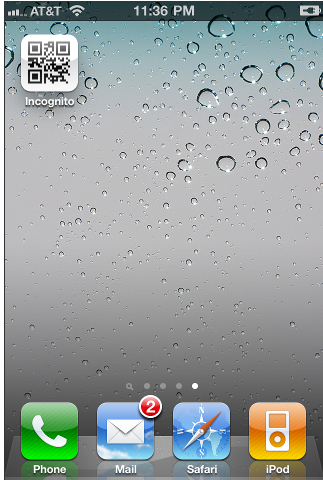 AT&T 11:36 PM
Incognito
2
Phone Mail Safari iPod